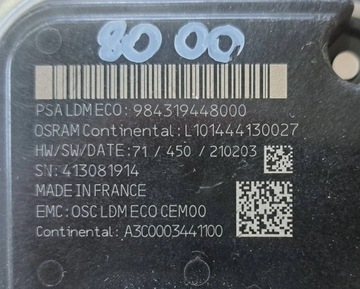 80 00
PSA LDM ECO: 984319448000
OSRAM Continental: L101444130027
HW/SW/DATE: 71 / 450 / 210203
SN: 413081914
MADE IN FRANCE
EMC: OSC LDM ECO CEM00
Continental: A3C0003441100